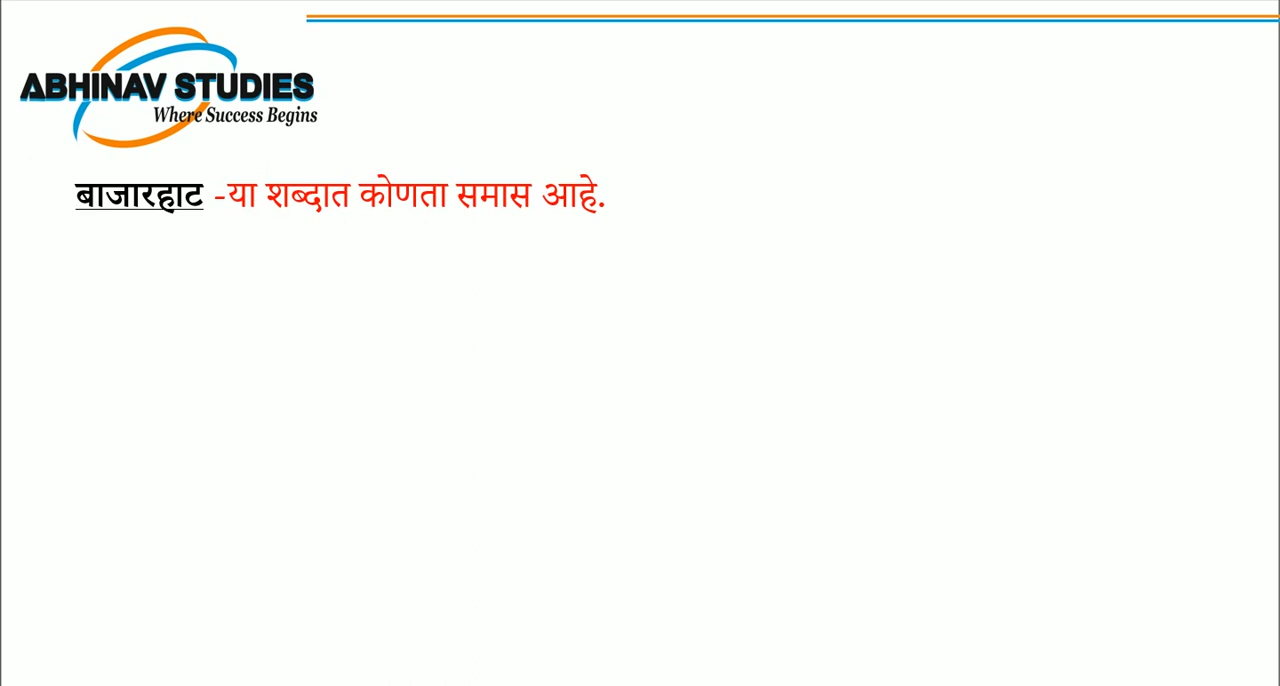 ABHINAV STUDIES
Where Success Begins
बाजारहाट -या शब्दात कोणता समास आहे.